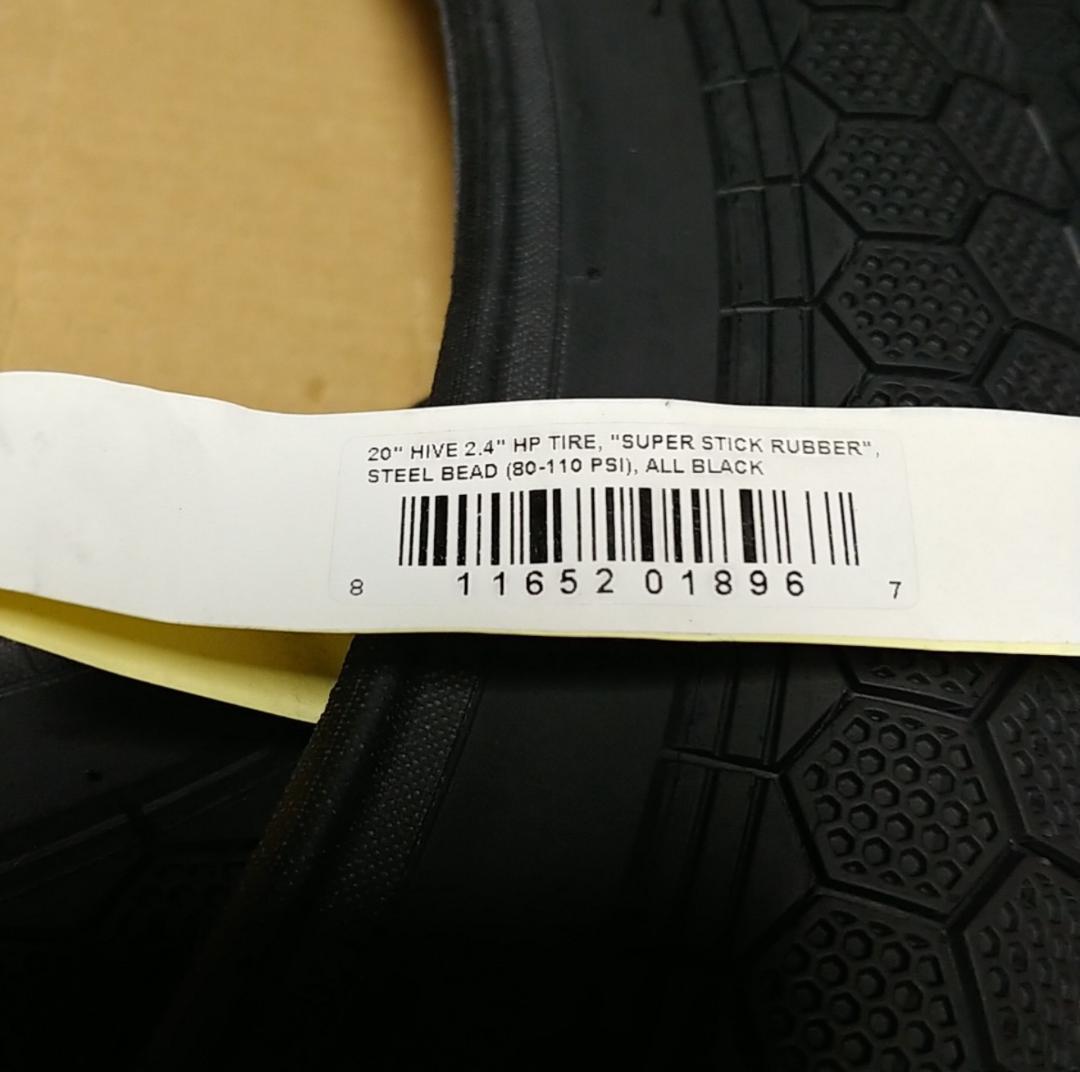 20" HIVE 2.4" HP TIRE, "SUPER STICK RUBBER",
STEEL BEAD (80-110 PSI), ALL BLACK
8 11652 01896 7